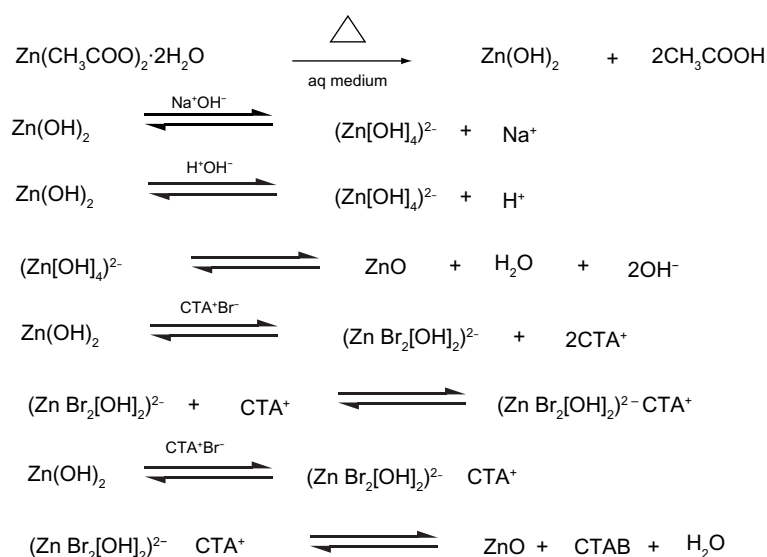 Zn(CH₃COO)₂·2H₂O △ aq medium Zn(OH)₂ + 2CH₃COOH
Zn(OH)₂ Na⁺OH⁻ (Zn[OH]₄)²⁻ + Na⁺
Zn(OH)₂ H⁺OH⁻ (Zn[OH]₄)²⁻ + H⁺
(Zn[OH]₄)²⁻ ZnO + H₂O + 2OH⁻
Zn(OH)₂ CTA⁺Br⁻ (Zn Br₂[OH]₂)²⁻ + 2CTA⁺
(Zn Br₂[OH]₂)²⁻ + CTA⁺ (Zn Br₂[OH]₂)²⁻ CTA⁺
Zn(OH)₂ CTA⁺Br⁻ (Zn Br₂[OH]₂)²⁻ CTA⁺
(Zn Br₂[OH]₂)²⁻ CTA⁺ ZnO + CTAB + H₂O